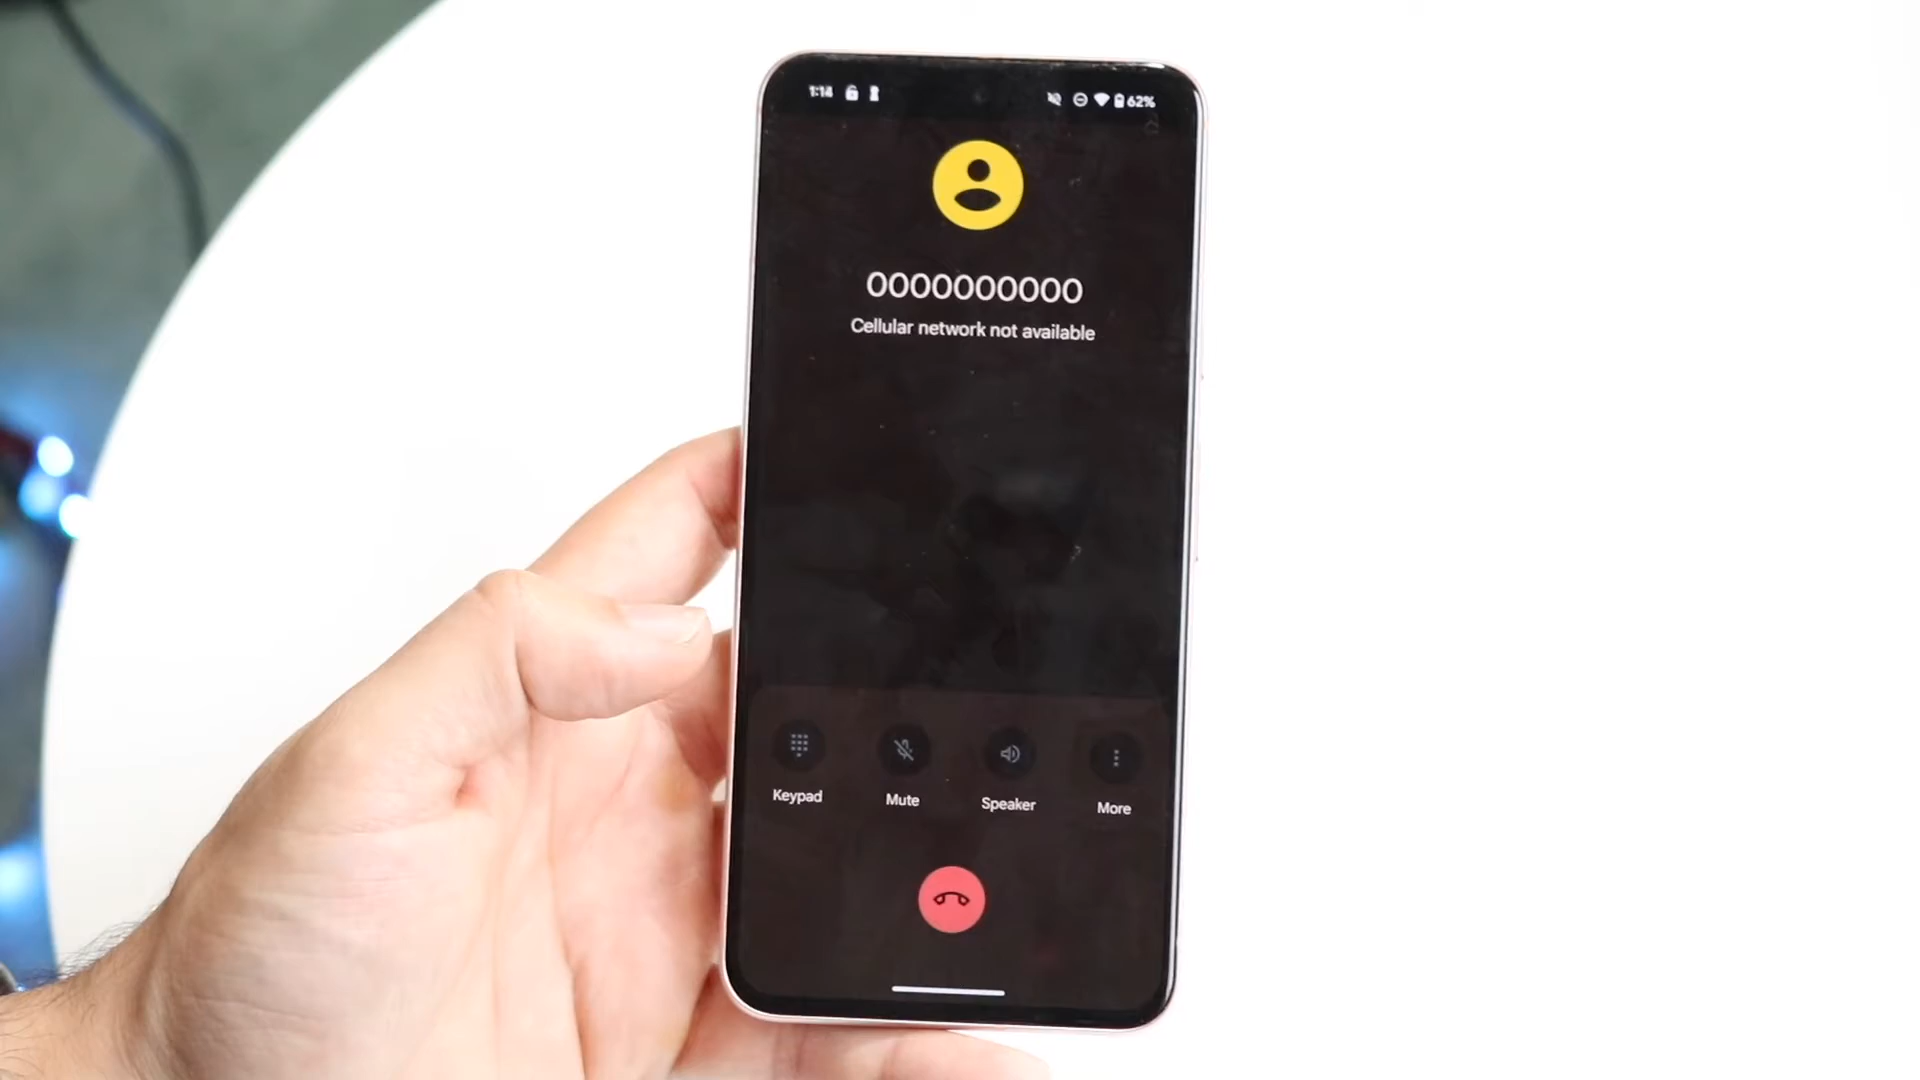 1:14 62%
0000000000
Cellular network not available
Keypad Mute Speaker More